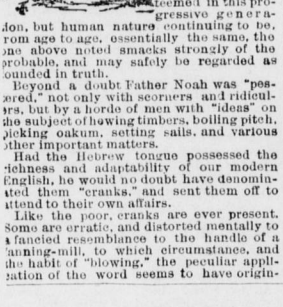 teemed in this pro-
gressive genera-
ion, but human nature continuing to be,
rom age to age, essentially the same, the
one above noted smacks strongly of the
probable, and may safely be regarded as
ounded in truth.
Beyond a doubt Father Noah was "pes-
ered," not only with scorners and ridicul-
ers, but by a horde of men with "ideas" on
the subject of hewing timbers, boiling pitch,
picking oakum, setting sails, and various
other important matters.
Had the Hebrew tongue possessed the
richness and adaptability of our modern
English, he would no doubt have denomin-
ated them "cranks," and sent them off to
attend to their own affairs.
Like the poor, cranks are ever present.
Some are erratic, and distorted mentally to
a fancied resemblance to the handle of a
fanning-mill, to which circumstance, and
the habit of "blowing," the peculiar appli-
zation of the word seems to have origin-